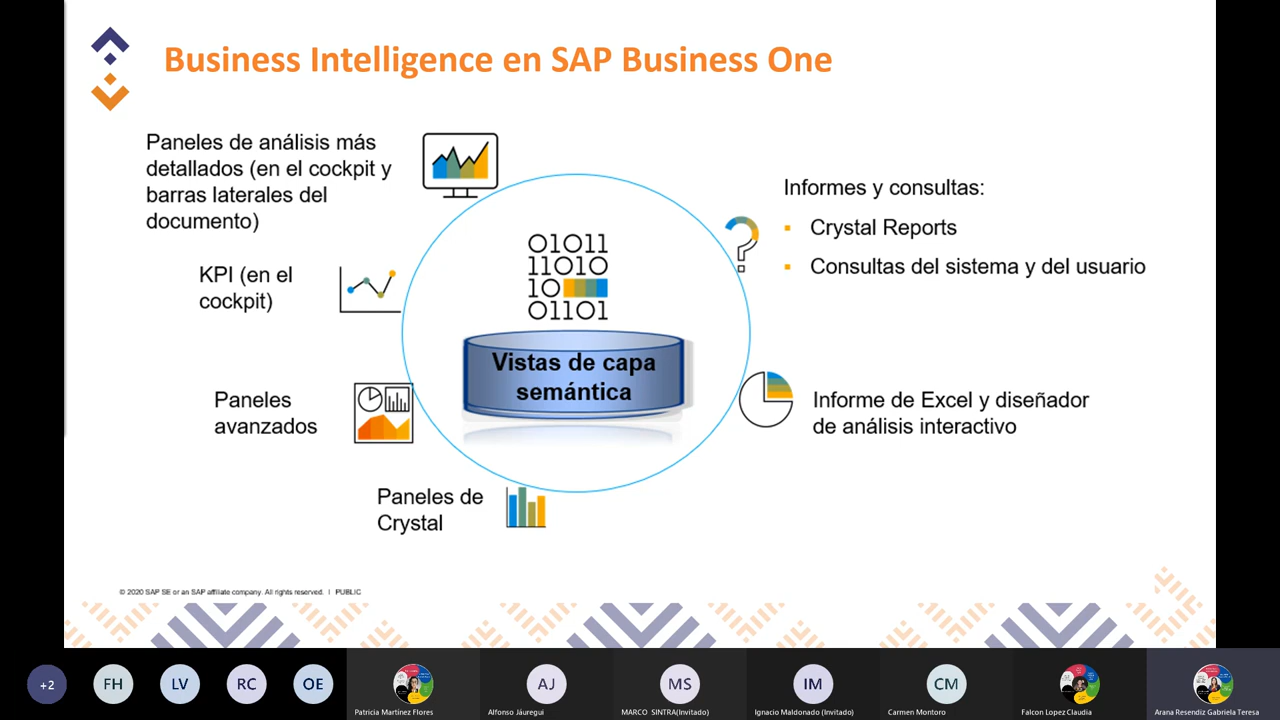 Business Intelligence en SAP Business One
Paneles de análisis más
detallados (en el cockpit y
barras laterales del
documento)
KPI (en el
cockpit)
Paneles
avanzados
Paneles de
Crystal
01011
11010
10
01101
Vistas de capa
semántica
Informes y consultas:
Crystal Reports
Consultas del sistema y del usuario
Informe de Excel y diseñador
de análisis interactivo
© 2020 SAP SE or an SAP affiliate company. All rights reserved. | PUBLIC
+2
FH
LV
RC
OE
AJ
MS
IM
CM
Patricia Martínez Flores
Alfonso Jáuregui
MARCO SINTRA(Invitado)
Ignacio Maldonado (Invitado)
Carmen Montoro
Falcon Lopez Claudia
Arana Resendiz Gabriela Teresa